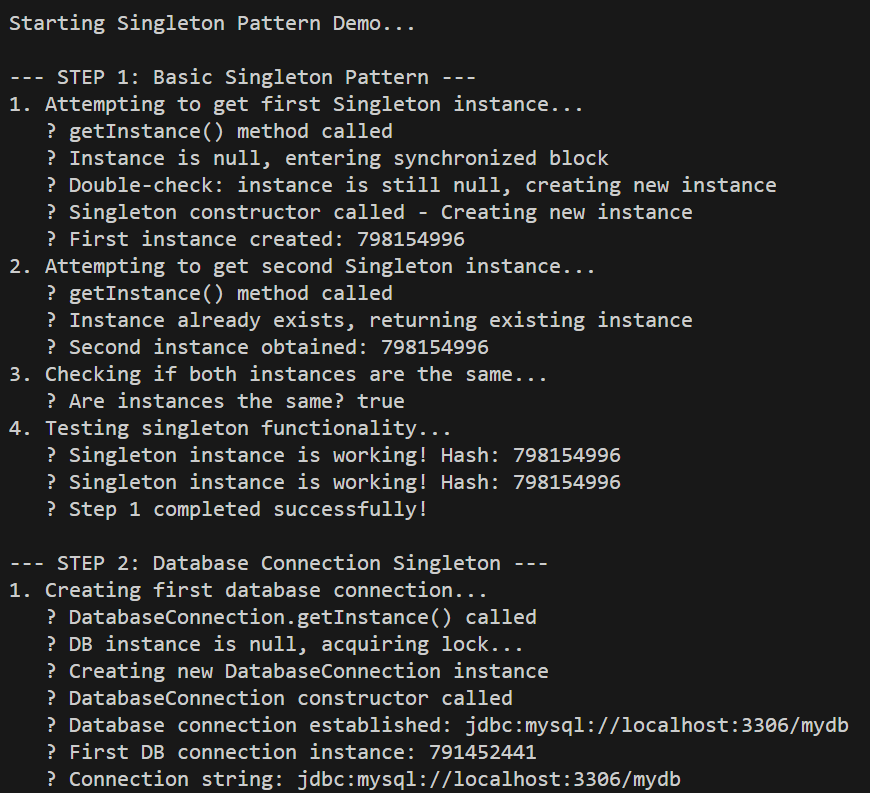 Starting Singleton Pattern Demo...

--- STEP 1: Basic Singleton Pattern ---
1. Attempting to get first Singleton instance...
   ? getInstance() method called
   ? Instance is null, entering synchronized block
   ? Double-check: instance is still null, creating new instance
   ? Singleton constructor called - Creating new instance
   ? First instance created: 798154996
2. Attempting to get second Singleton instance...
   ? getInstance() method called
   ? Instance already exists, returning existing instance
   ? Second instance obtained: 798154996
3. Checking if both instances are the same...
   ? Are instances the same? true
4. Testing singleton functionality...
   ? Singleton instance is working! Hash: 798154996
   ? Singleton instance is working! Hash: 798154996
   ? Step 1 completed successfully!

--- STEP 2: Database Connection Singleton ---
1. Creating first database connection...
   ? DatabaseConnection.getInstance() called
   ? DB instance is null, acquiring lock...
   ? Creating new DatabaseConnection instance
   ? DatabaseConnection constructor called
   ? Database connection established: jdbc:mysql://localhost:3306/mydb
   ? First DB connection instance: 791452441
   ? Connection string: jdbc:mysql://localhost:3306/mydb